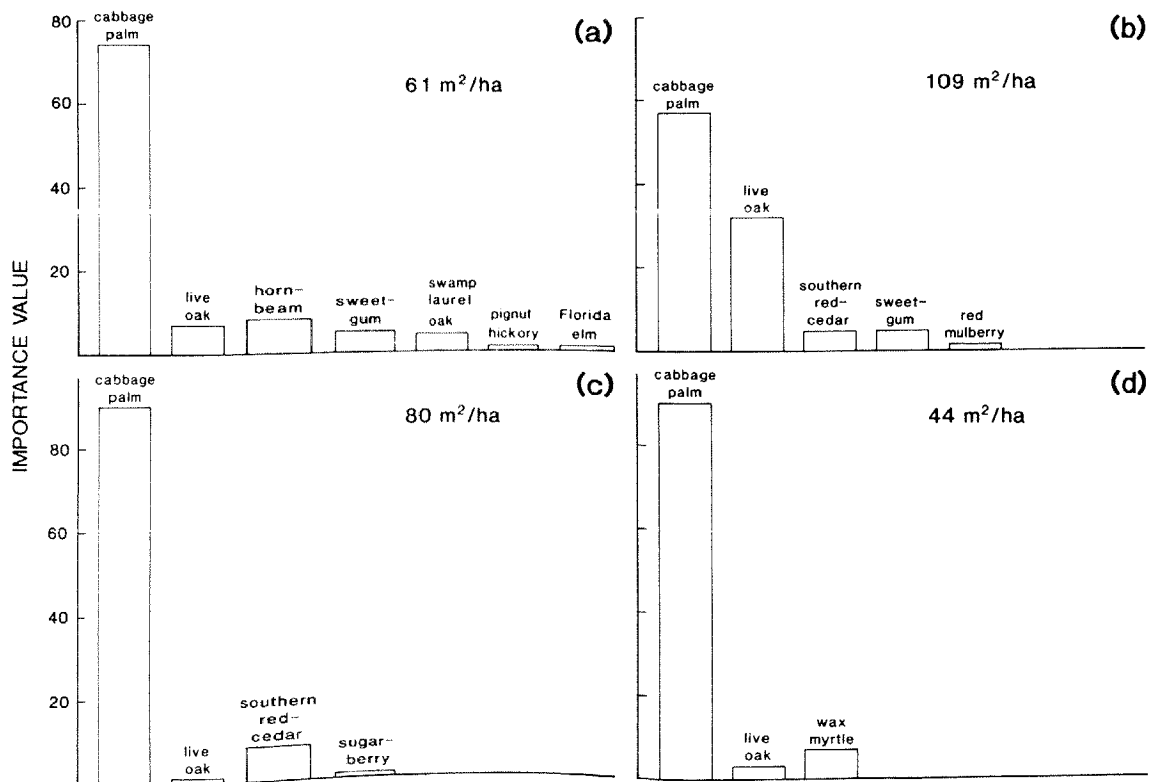 IMPORTANCE VALUE
(a)
61 m²/ha
80
60
40
20
cabbage
palm
live
oak
horn-
beam
sweet-
gum
swamp
laurel
oak
pignut
hickory
Florida
elm
(b)
109 m²/ha
cabbage
palm
live
oak
southern
red-
cedar
sweet-
gum
red
mulberry
(c)
80 m²/ha
80
60
40
20
cabbage
palm
live
oak
southern
red-
cedar
sugar-
berry
(d)
44 m²/ha
cabbage
palm
live
oak
wax
myrtle